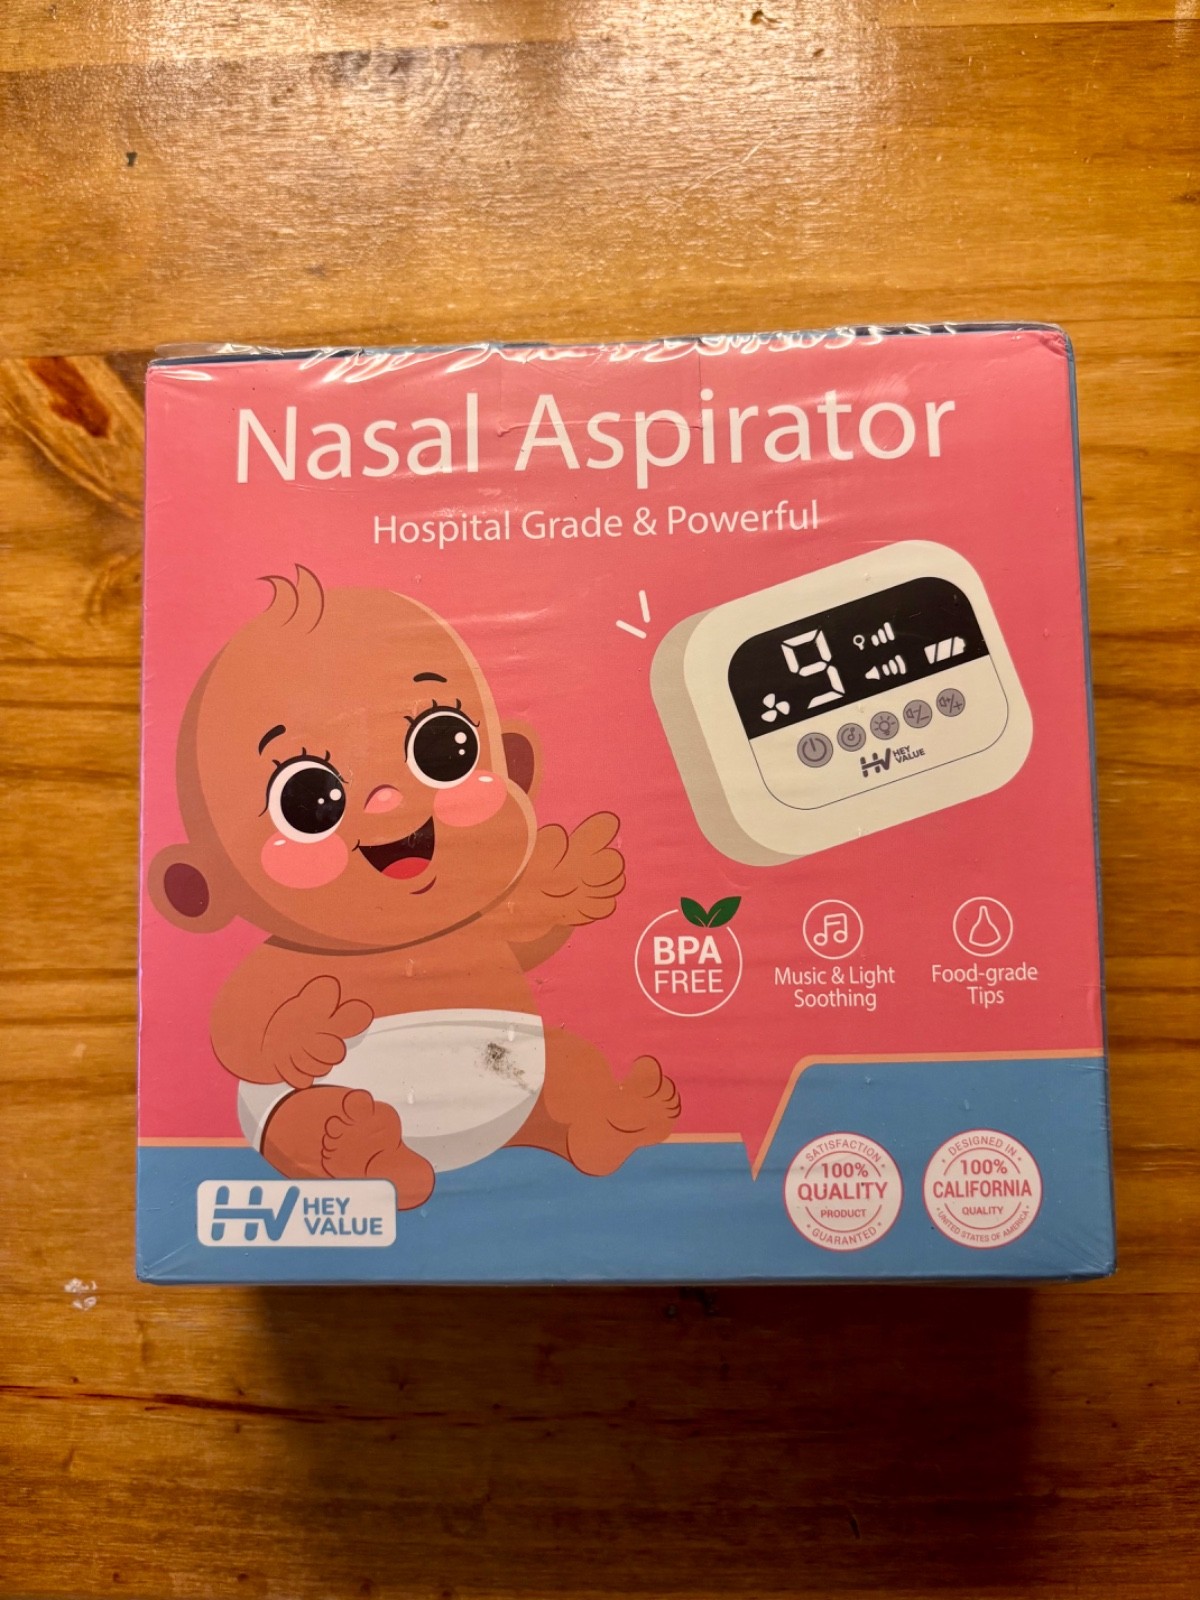 Nasal Aspirator
Hospital Grade & Powerful
9
HEY
VALUE
BPA
FREE
Music & Light
Soothing
Food-grade
Tips
HEY
VALUE
SATISFACTION
100%
QUALITY
PRODUCT
GUARANTEED
DESIGNED IN
100%
CALIFORNIA
QUALITY
UNITED STATES OF AMERICA